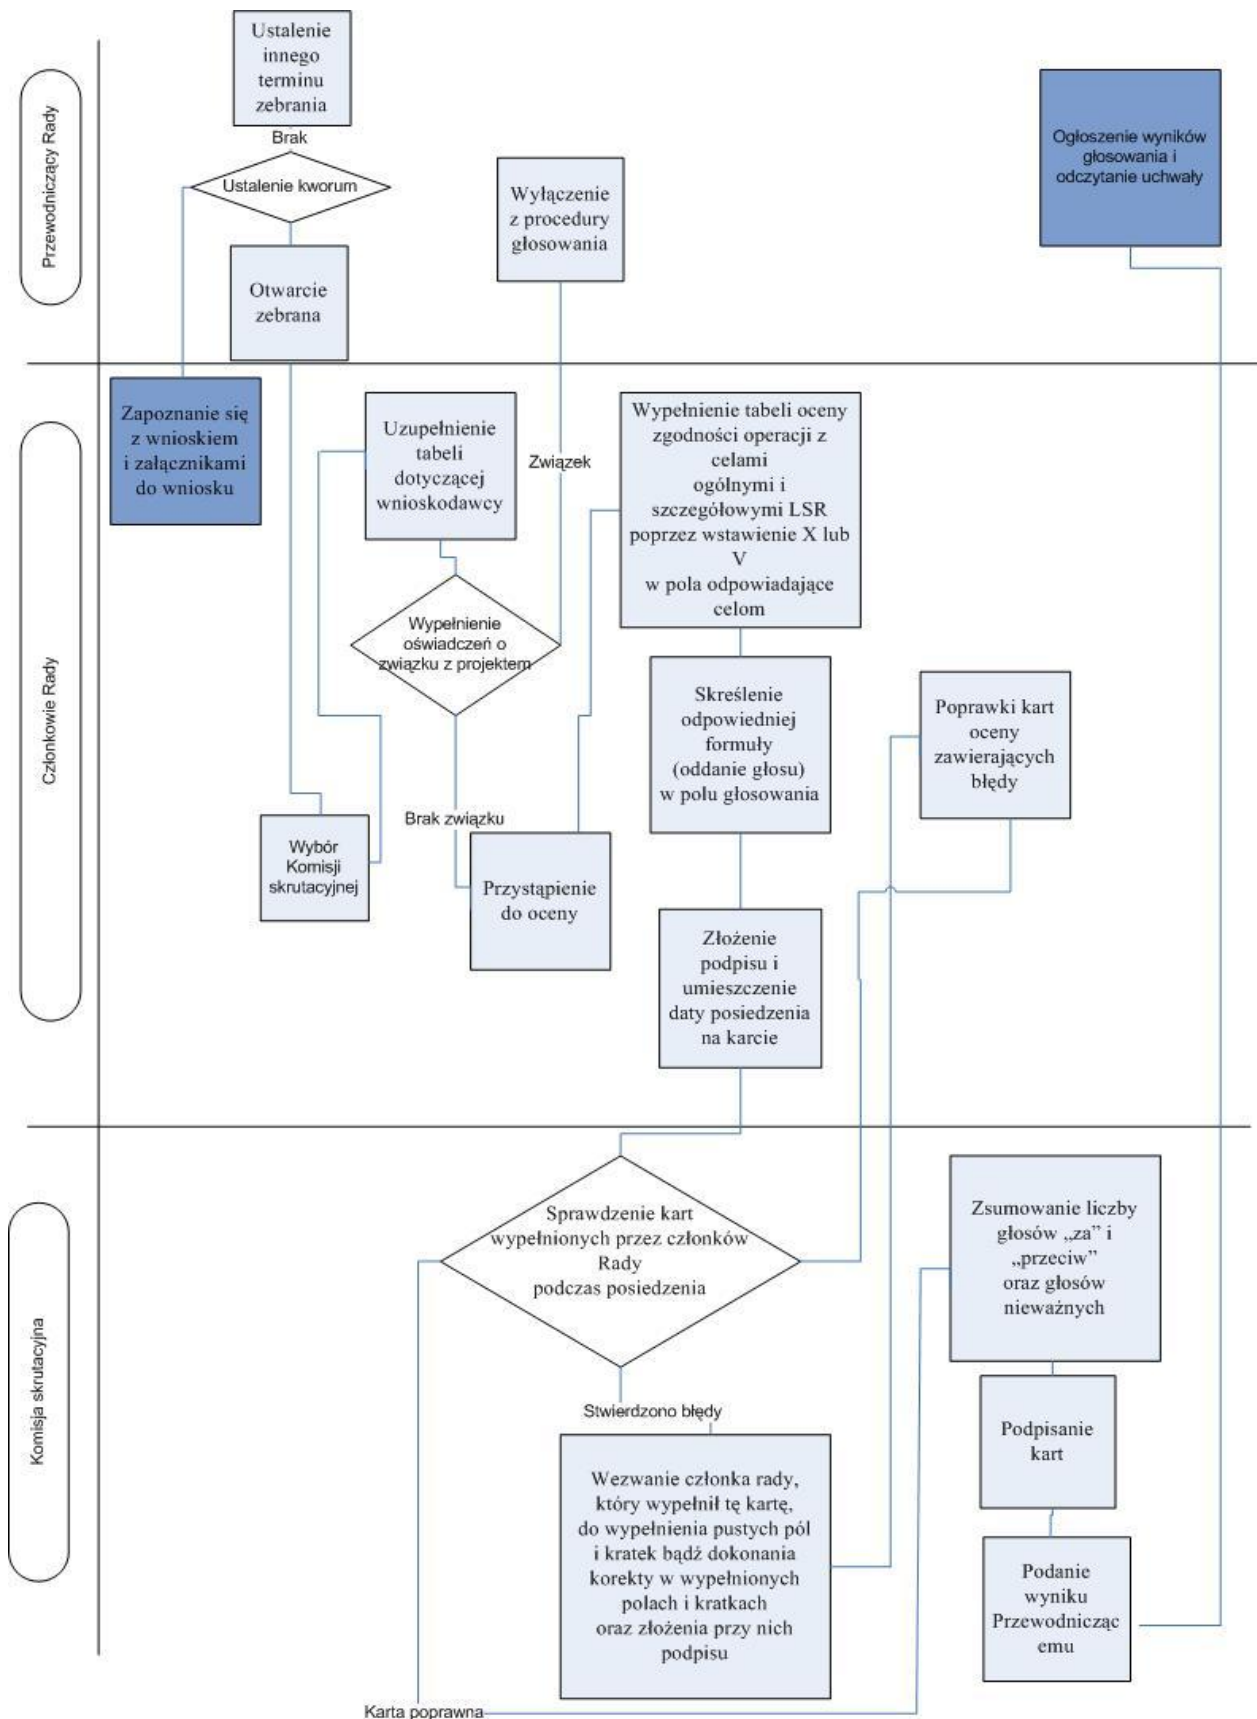 Przewodniczący Rady
Ustalenie
innego
terminu
zebrania
Brak
Ustalenie kworum
Otwarcie
zebrana
Wyłączenie
z procedury
głosowania
Ogłoszenie wyników
głosowania i
odczytanie uchwały
Członkowie Rady
Zapoznanie się
z wnioskiem
i załącznikami
do wniosku
Uzupełnienie
tabeli
dotyczącej
wnioskodawcy
Związek
Wypełnienie
oświadczeń o
związku z projektem
Brak związku
Wybór
Komisji
skrutacyjnej
Przystąpienie
do oceny
Wypełnienie tabeli oceny
zgodności operacji z
celami
ogólnymi i
szczegółowymi LSR
poprzez wstawienie X lub
V
w pola odpowiadające
celom
Skreślenie
odpowiedniej
formuły
(oddanie głosu)
w polu głosowania
Złożenie
podpisu i
umieszczenie
daty posiedzenia
na karcie
Poprawki kart
oceny
zawierających
błędy
Komisja skrutacyjna
Sprawdzenie kart
wypełnionych przez członków
Rady
podczas posiedzenia
Stwierdzono błędy
Wezwanie członka rady,
który wypełnił tę kartę,
do wypełnienia pustych pól
i kratek bądź dokonania
korekty w wypełnionych
polach i kratkach
oraz złożenia przy nich
podpisu
Karta poprawna
Zsumowanie liczby
głosów „za” i
„przeciw”
oraz głosów
nieważnych
Podpisanie
kart
Podanie
wyniku
Przewodnicząc
emu